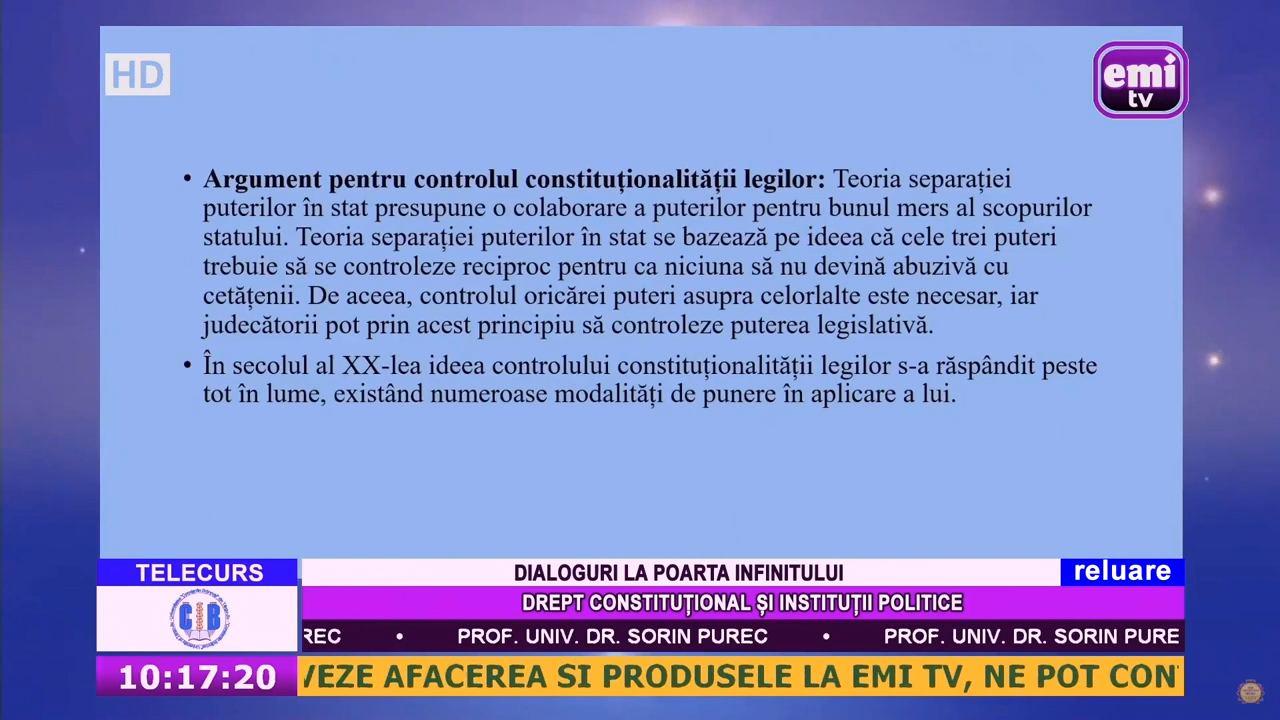 HD
emi
tv
• Argument pentru controlul constituționalității legilor: Teoria separației
puterilor în stat presupune o colaborare a puterilor pentru bunul mers al scopurilor
statului. Teoria separației puterilor în stat se bazează pe ideea că cele trei puteri
trebuie să se controleze reciproc pentru ca niciuna să nu devină abuzivă cu
cetățenii. De aceea, controlul oricărei puteri asupra celorlalte este necesar, iar
judecătorii pot prin acest principiu să controleze puterea legislativă.
• În secolul al XX-lea ideea controlului constituționalității legilor s-a răspândit peste
tot în lume, existând numeroase modalități de punere în aplicare a lui.
TELECURS
DIALOGURI LA POARTA INFINITULUI
reluare
DREPT CONSTITUȚIONAL ȘI INSTITUȚII POLITICE
CB
REC • PROF. UNIV. DR. SORIN PUREC • PROF. UNIV. DR. SORIN PURE
10:17:20
VEZE AFACEREA SI PRODUSELE LA EMI TV, NE POT CON